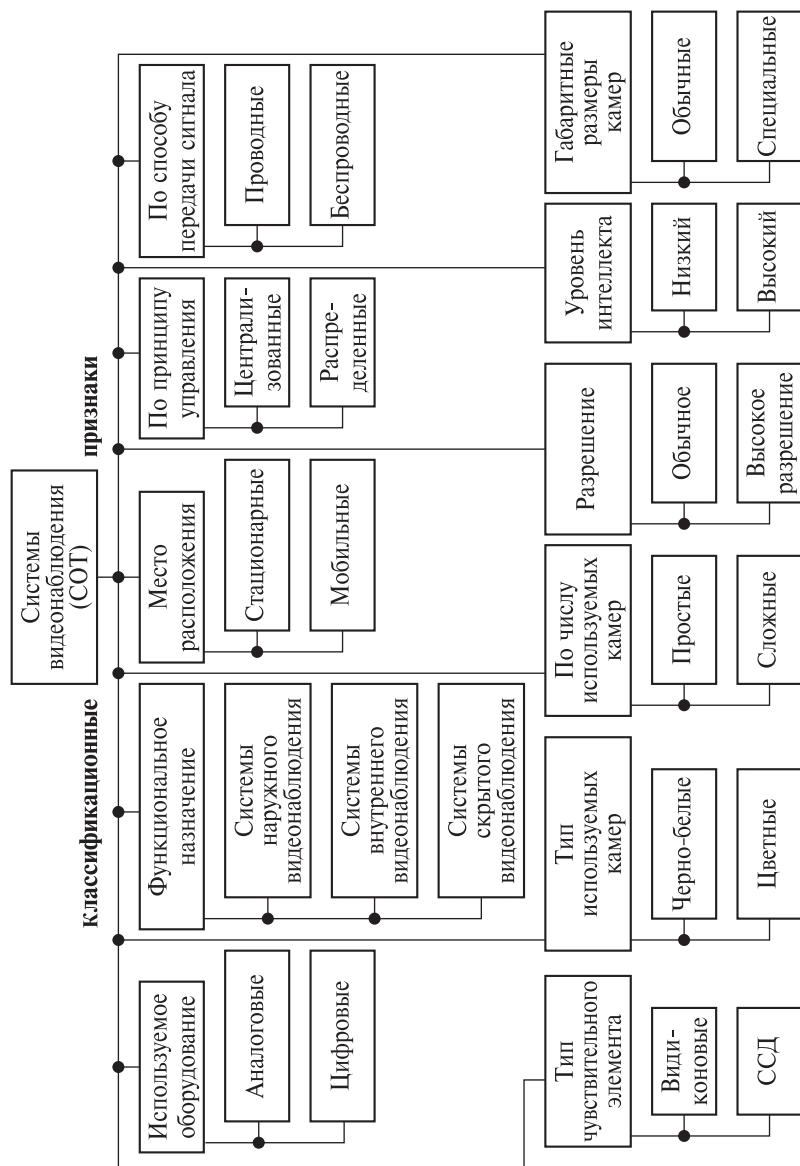 Системы
видеонаблюдения
(СОТ)
классификационные
признаки
Используемое
оборудование
Аналоговые
Цифровые
Функциональное
назначение
Системы
наружного
видеонаблюдения
Системы
внутреннего
видеонаблюдения
Системы
скрытого
видеонаблюдения
Место
расположения
Стационарные
Мобильные
По принципу
управления
Централи-
зованные
Распре-
деленные
По способу
передачи сигнала
Проводные
Беспроводные
Тип
чувствительного
элемента
Види-
коновые
ССД
Тип
используемых
камер
Черно-белые
Цветные
По числу
используемых
камер
Простые
Сложные
Разрешение
Обычное
Высокое
разрешение
Уровень
интеллекта
Низкий
Высокий
Габаритные
размеры
камер
Обычные
Специальные